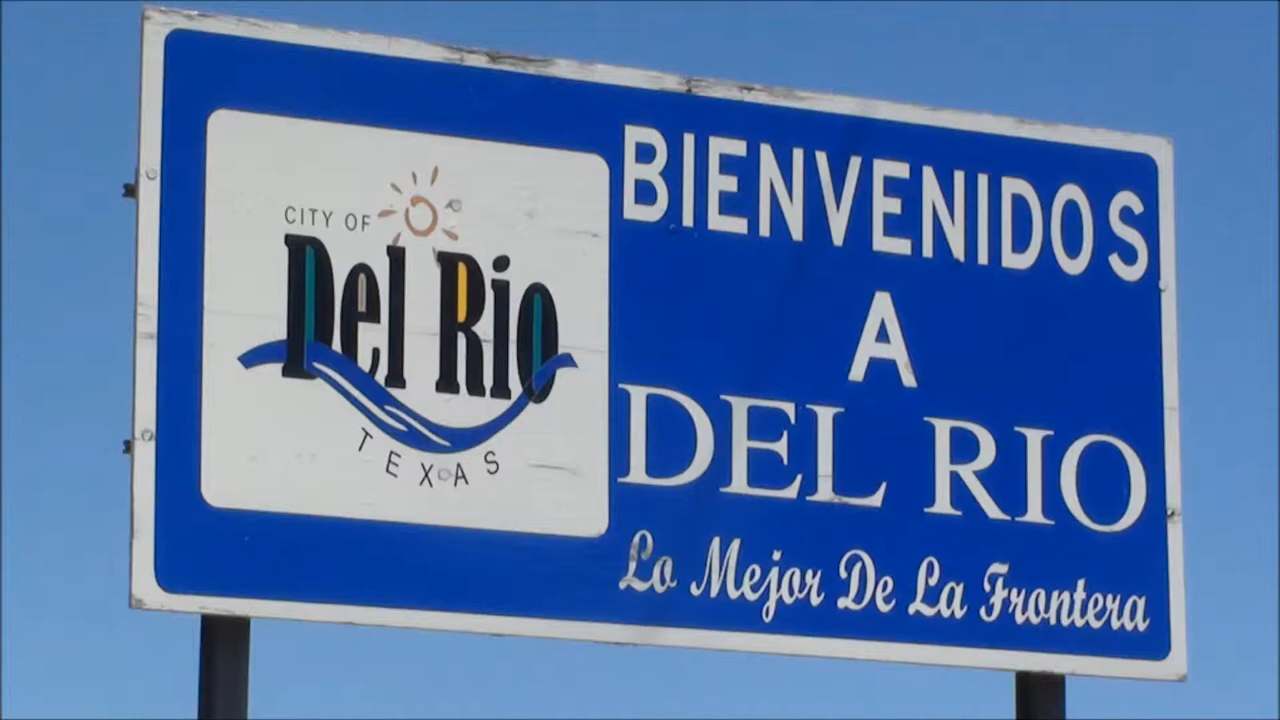 CITY OF
Del Rio
TEXAS
BIENVENIDOS
A
DEL RIO
Lo Mejor De La Frontera